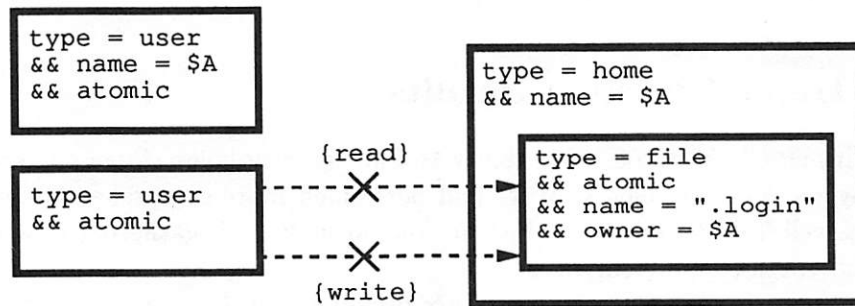 type = user
&& name = $A
&& atomic
type = home
&& name = $A
{read}
type = file
&& atomic
&& name = ".login"
&& owner = $A
type = user
&& atomic
{write}